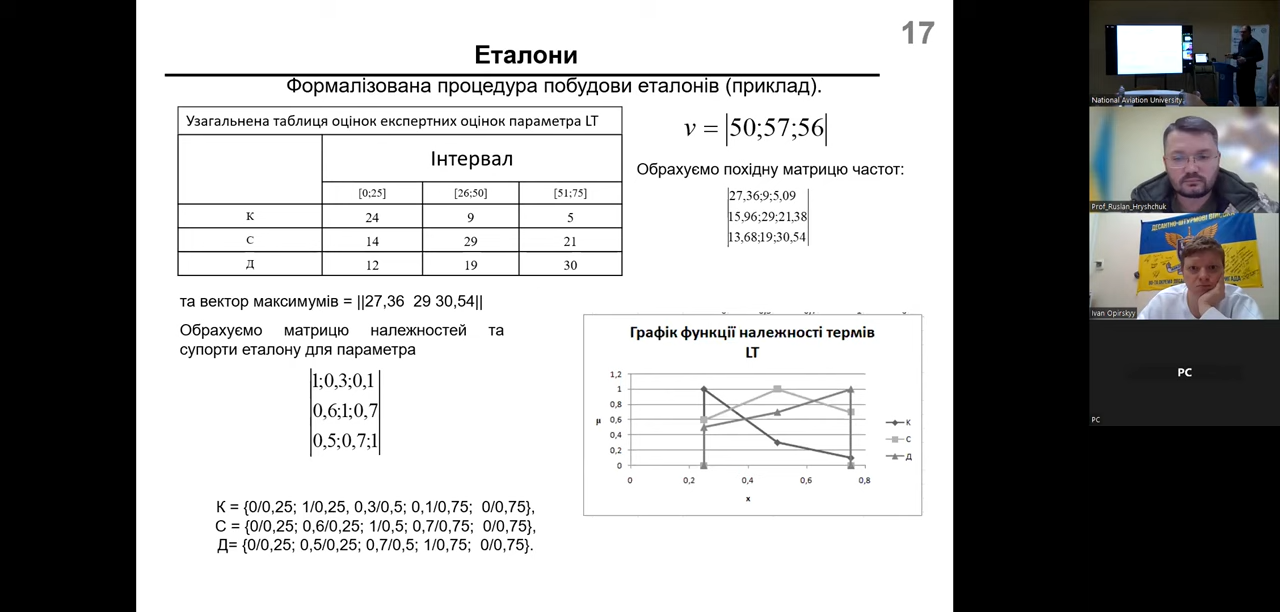 17
Еталони
Формалізована процедура побудови еталонів (приклад).
Узагальнена таблиця оцінок експертних оцінок параметра LT
Інтервал
[0;25] [26;50] [51;75]
К 24 9 5
С 14 29 21
Д 12 19 30
v = |50;57;56|
Обрахуємо похідну матрицю частот:
27,36;9;5,09
15,96;29;21,38
13,68;19;30,54
та вектор максимумів = ||27,36 29 30,54||
Обрахуємо матрицю належностей та
супорти еталону для параметра
1;0,3;0,1
0,6;1;0,7
0,5;0,7;1
К = {0/0,25; 1/0,25, 0,3/0,5; 0,1/0,75; 0/0,75},
С = {0/0,25; 0,6/0,25; 1/0,5; 0,7/0,75; 0/0,75},
Д= {0/0,25; 0,5/0,25; 0,7/0,5; 1/0,75; 0/0,75}.
Графік функції належності термів
LT
1,2
1
0,8
0,6
0,4
0,2
0
μ
0 0,2 0,4 0,6 0,8
x
К
С
Д
National Aviation University
Prof_Ruslan_Hryshchuk
ДЕСАНТНО-ШТУРМОВІ ВІЙСЬКА
Ivan Opirskyy
PC
PC